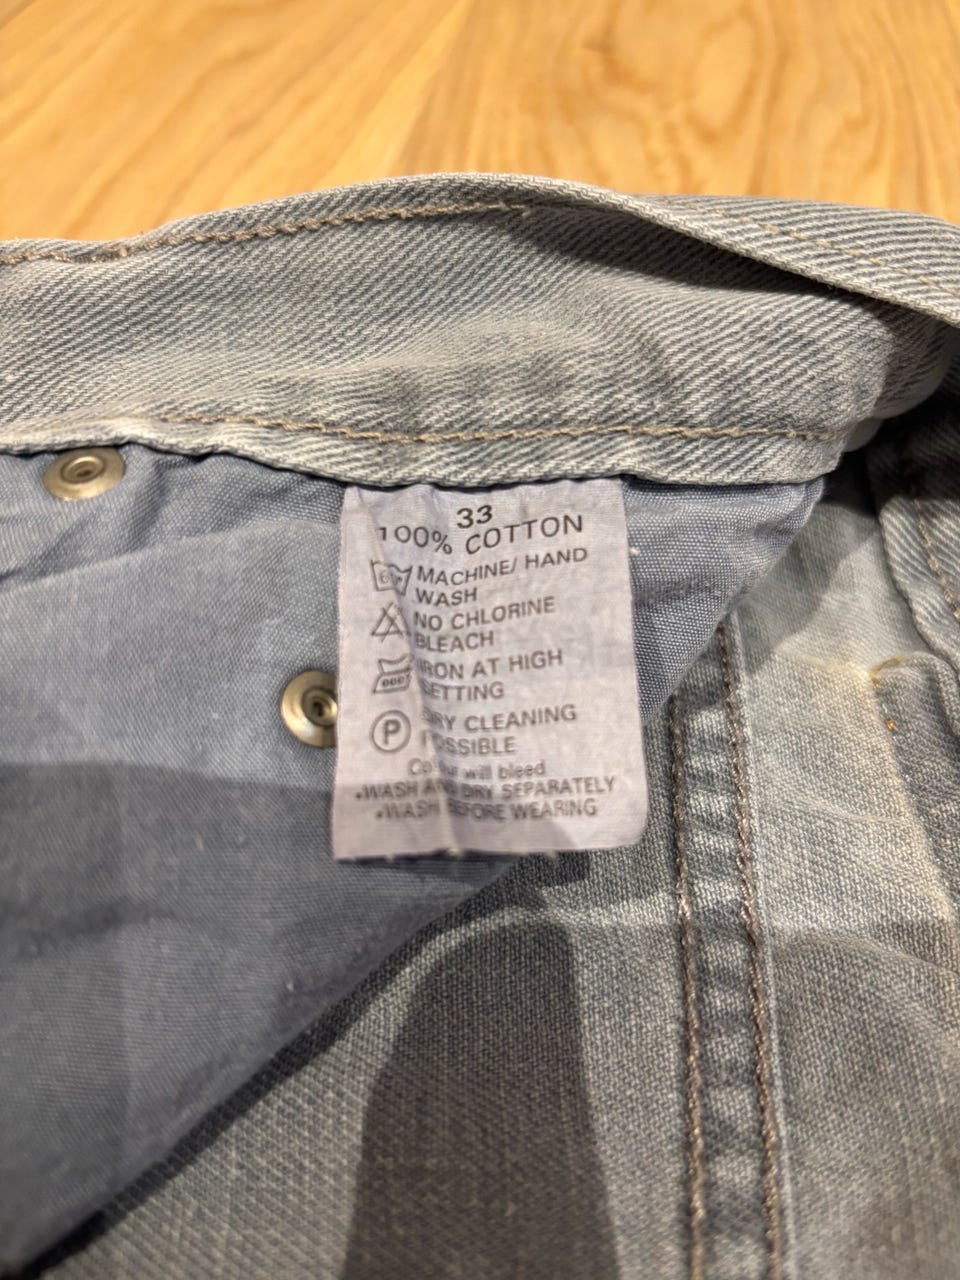 33
100% COTTON
MACHINE/ HAND
WASH
NO CHLORINE
BLEACH
IRON AT HIGH
SETTING
P
DRY CLEANING
POSSIBLE
Colour will bleed
•WASH AND DRY SEPARATELY
•WASH BEFORE WEARING